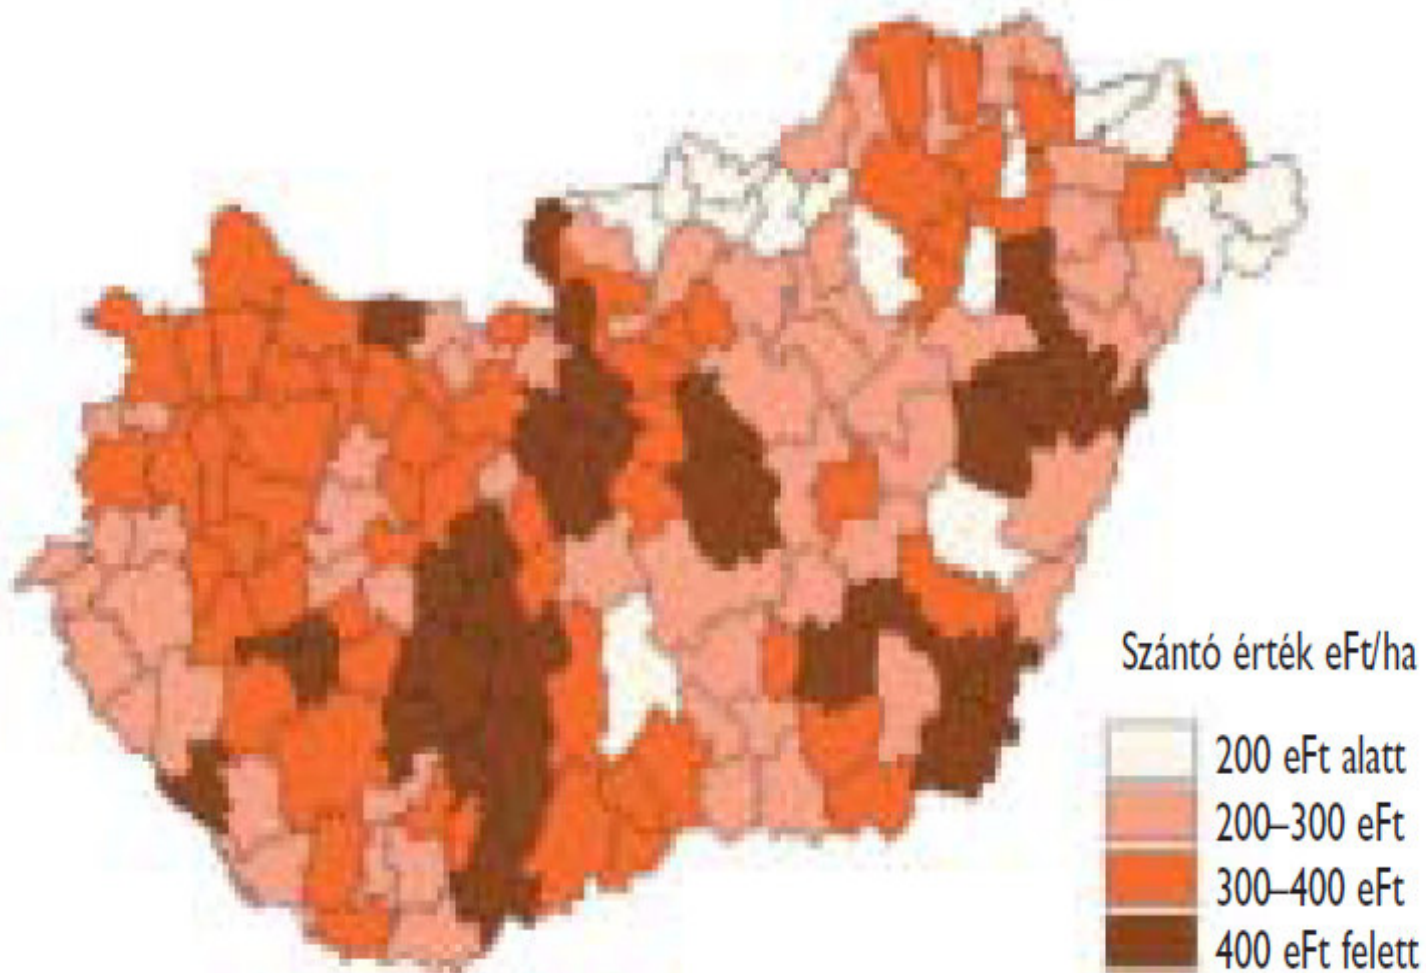 Szántó érték eFt/ha
200 eFt alatt
200–300 eFt
300–400 eFt
400 eFt felett